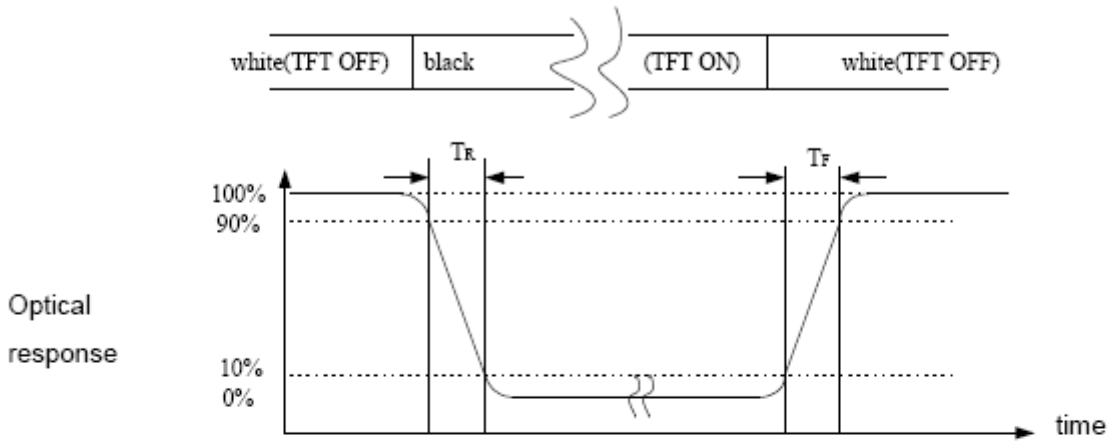 white(TFT OFF) black (TFT ON) white(TFT OFF)
TR TF
100%
90%
Optical
response
10%
0%
time